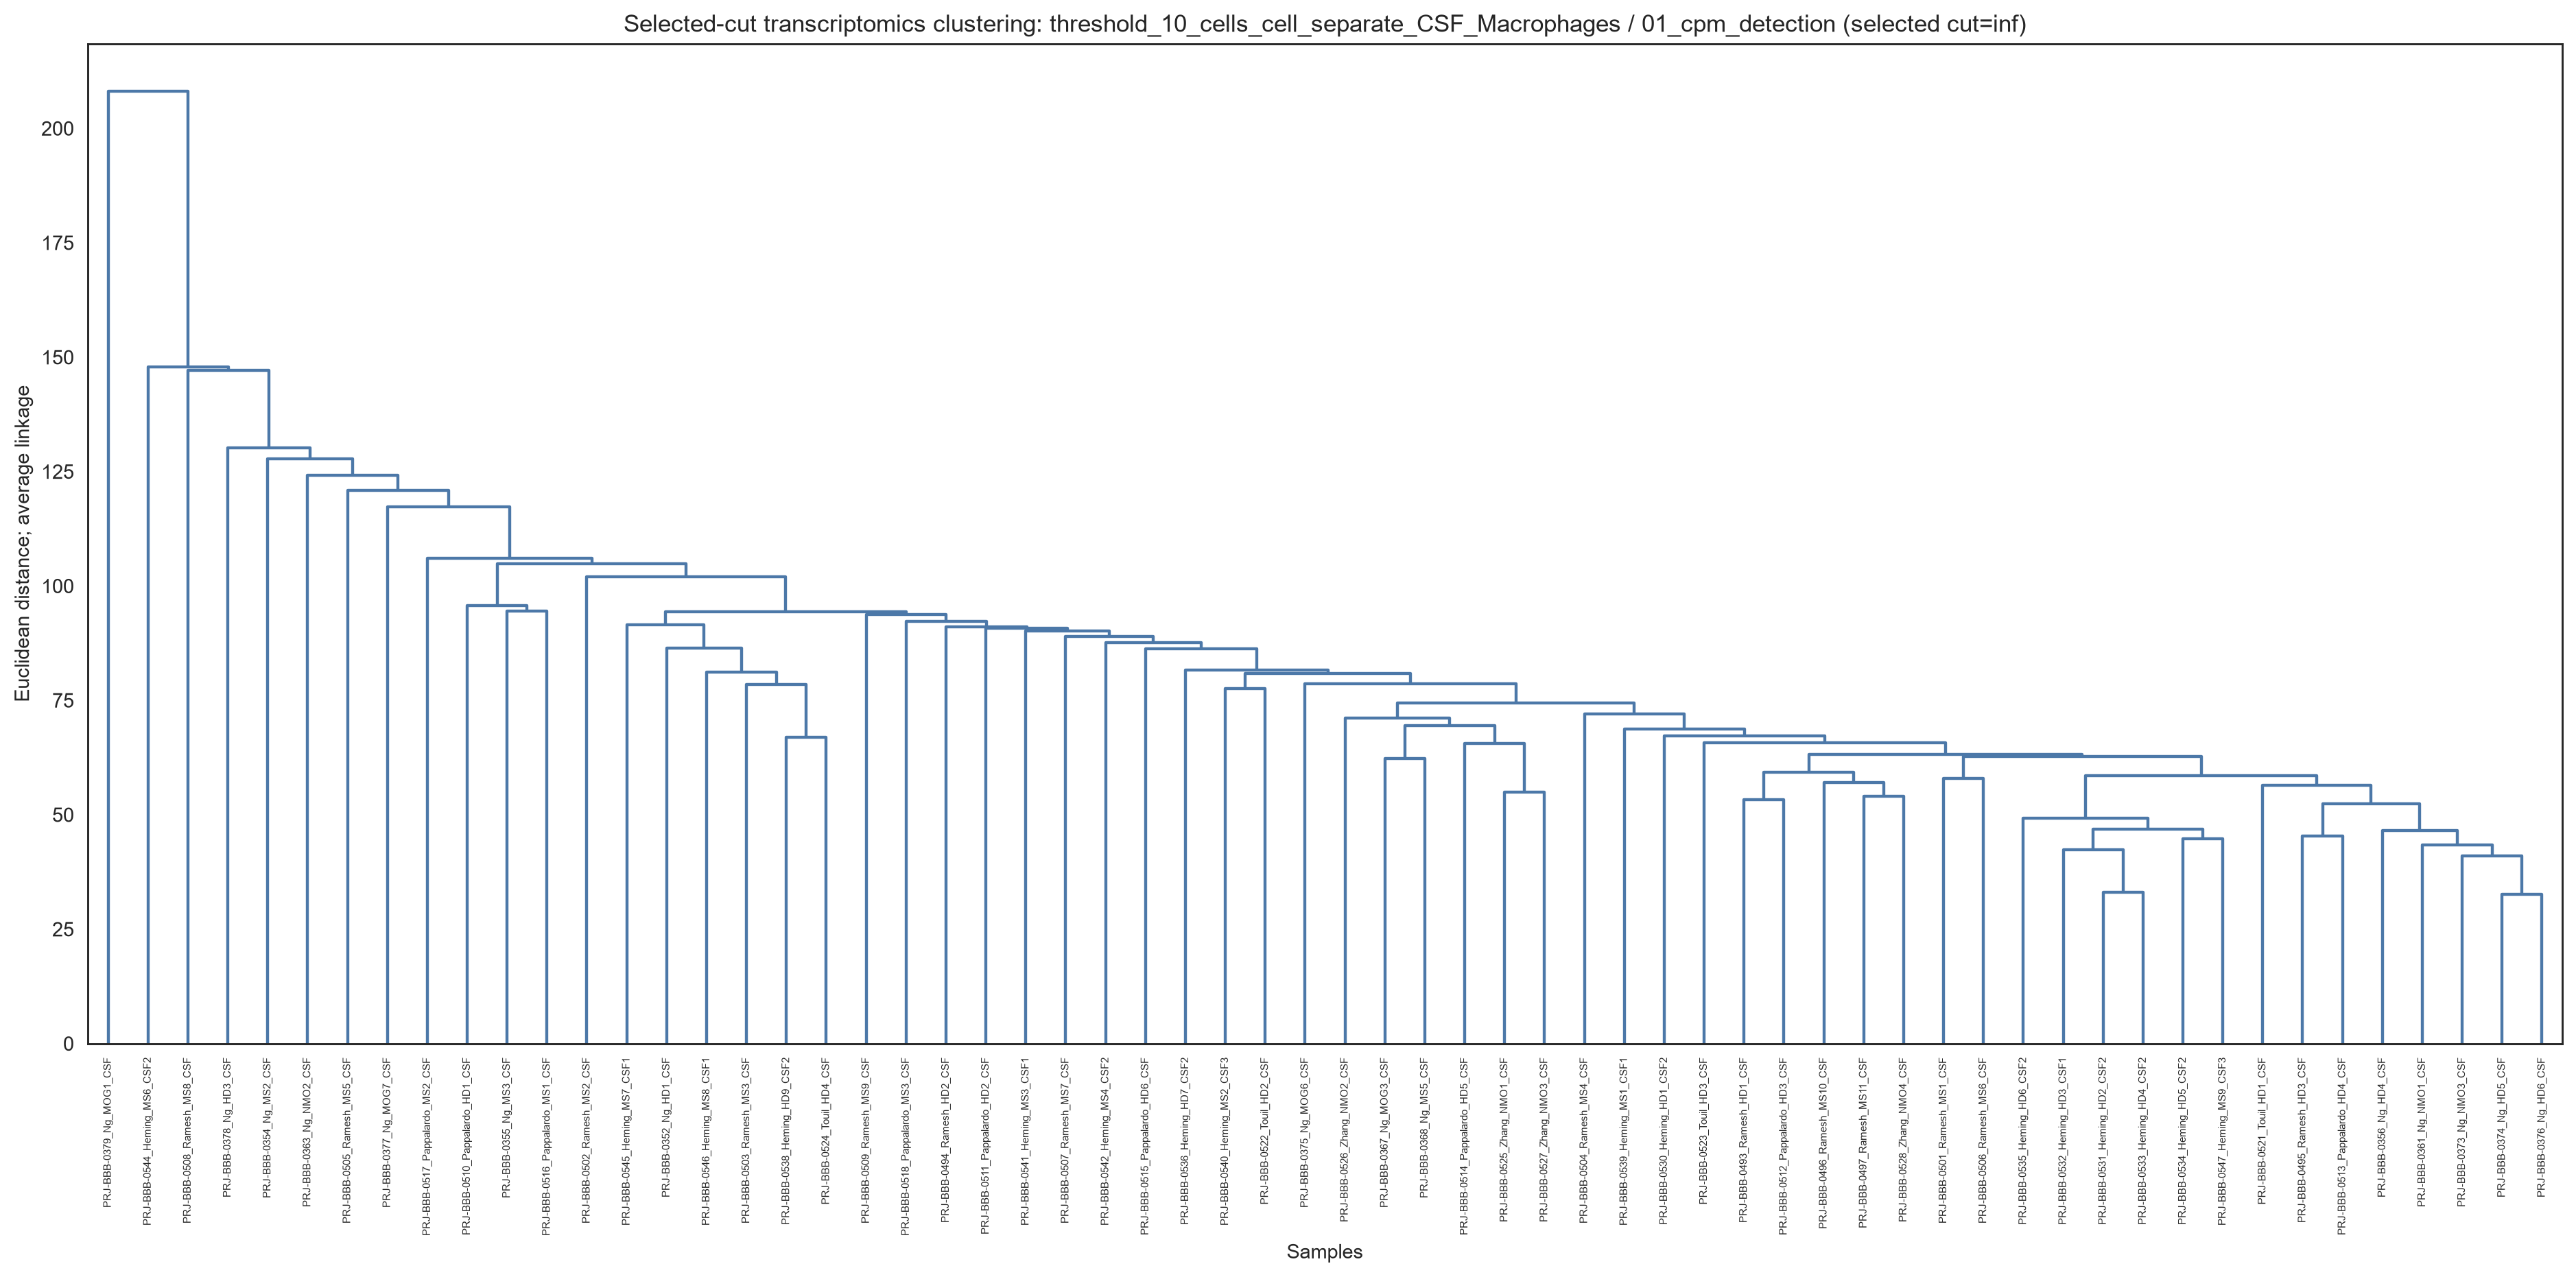 Selected-cut transcriptomics clustering: threshold_10_cells_cell_separate_CSF_Macrophages / 01_cpm_detection (selected cut=inf)
Euclidean distance; average linkage
200
175
150
125
100
75
50
25
0
PRJ-BBB-0379_Ng_MOG1_CSF
PRJ-BBB-0544_Heming_MS6_CSF2
PRJ-BBB-0508_Ramesh_MS8_CSF
PRJ-BBB-0378_Ng_HD3_CSF
PRJ-BBB-0354_Ng_MS2_CSF
PRJ-BBB-0363_Ng_NMO2_CSF
PRJ-BBB-0505_Ramesh_MS5_CSF
PRJ-BBB-0377_Ng_MOG7_CSF
PRJ-BBB-0517_Pappalardo_MS2_CSF
PRJ-BBB-0510_Pappalardo_HD1_CSF
PRJ-BBB-0355_Ng_MS3_CSF
PRJ-BBB-0516_Pappalardo_MS1_CSF
PRJ-BBB-0502_Ramesh_MS2_CSF
PRJ-BBB-0545_Heming_MS7_CSF1
PRJ-BBB-0352_Ng_HD1_CSF
PRJ-BBB-0546_Heming_MS8_CSF1
PRJ-BBB-0503_Ramesh_MS3_CSF
PRJ-BBB-0538_Heming_HD9_CSF2
PRJ-BBB-0524_Touil_HD4_CSF
PRJ-BBB-0509_Ramesh_MS9_CSF
PRJ-BBB-0518_Pappalardo_MS3_CSF
PRJ-BBB-0494_Ramesh_HD2_CSF
PRJ-BBB-0511_Pappalardo_HD2_CSF
PRJ-BBB-0541_Heming_MS3_CSF1
PRJ-BBB-0507_Ramesh_MS7_CSF
PRJ-BBB-0542_Heming_MS4_CSF2
PRJ-BBB-0515_Pappalardo_HD6_CSF
PRJ-BBB-0536_Heming_HD7_CSF2
PRJ-BBB-0540_Heming_MS2_CSF3
PRJ-BBB-0522_Touil_HD2_CSF
PRJ-BBB-0375_Ng_MOG6_CSF
PRJ-BBB-0526_Zhang_NMO2_CSF
PRJ-BBB-0367_Ng_MOG3_CSF
PRJ-BBB-0368_Ng_MS5_CSF
PRJ-BBB-0514_Pappalardo_HD5_CSF
PRJ-BBB-0525_Zhang_NMO1_CSF
PRJ-BBB-0527_Zhang_NMO3_CSF
PRJ-BBB-0504_Ramesh_MS4_CSF
PRJ-BBB-0539_Heming_MS1_CSF1
PRJ-BBB-0530_Heming_HD1_CSF2
PRJ-BBB-0523_Touil_HD3_CSF
PRJ-BBB-0493_Ramesh_HD1_CSF
PRJ-BBB-0512_Pappalardo_HD3_CSF
PRJ-BBB-0496_Ramesh_MS10_CSF
PRJ-BBB-0497_Ramesh_MS11_CSF
PRJ-BBB-0528_Zhang_NMO4_CSF
PRJ-BBB-0501_Ramesh_MS1_CSF
PRJ-BBB-0506_Ramesh_MS6_CSF
PRJ-BBB-0535_Heming_HD6_CSF2
PRJ-BBB-0532_Heming_HD3_CSF1
PRJ-BBB-0531_Heming_HD2_CSF2
PRJ-BBB-0533_Heming_HD4_CSF2
PRJ-BBB-0534_Heming_HD5_CSF2
PRJ-BBB-0547_Heming_MS9_CSF3
PRJ-BBB-0521_Touil_HD1_CSF
PRJ-BBB-0495_Ramesh_HD3_CSF
PRJ-BBB-0513_Pappalardo_HD4_CSF
PRJ-BBB-0356_Ng_HD4_CSF
PRJ-BBB-0361_Ng_NMO1_CSF
PRJ-BBB-0373_Ng_NMO3_CSF
PRJ-BBB-0374_Ng_HD5_CSF
PRJ-BBB-0376_Ng_HD6_CSF
Samples